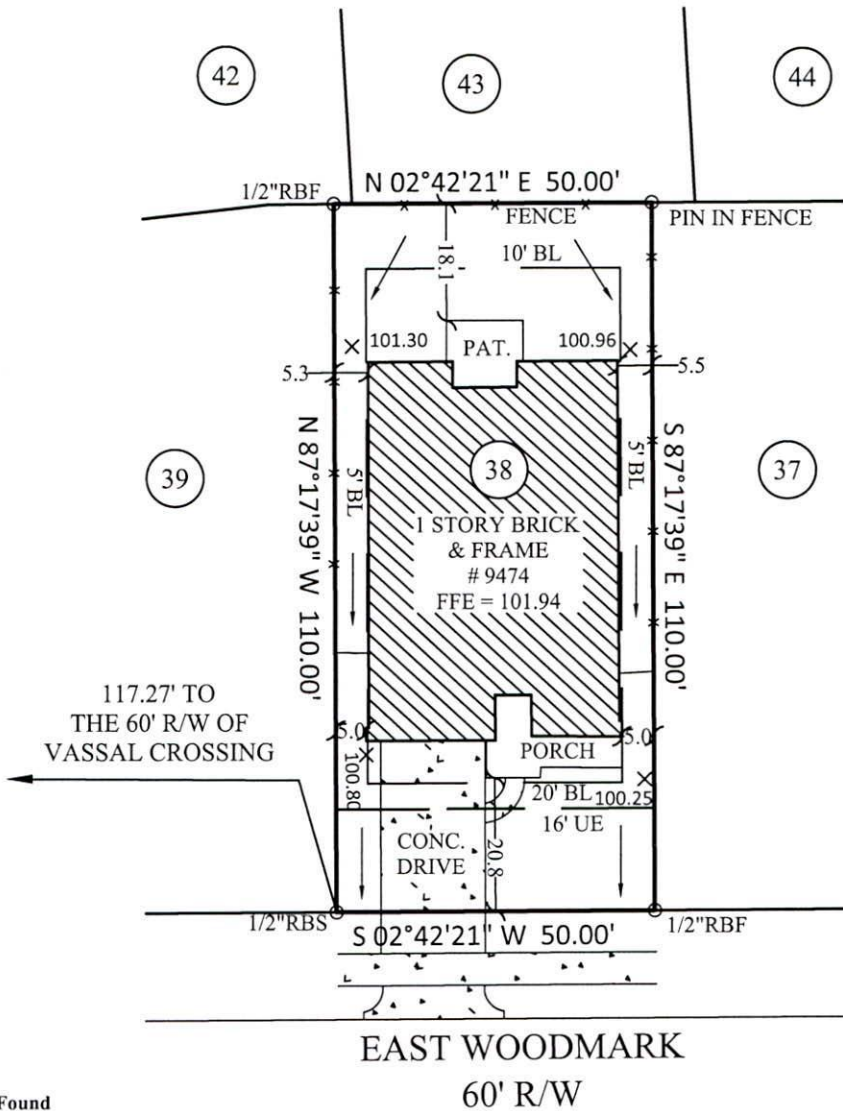 42
43
44
1/2"RBF
N 02°42'21" E 50.00'
FENCE
PIN IN FENCE
18.1
10' BL
101.30
PAT.
100.96
5.3
5.5
N 87°17'39" W 110.00'
5' BL
39
38
5' BL
S 87°17'39" E 110.00'
37
1 STORY BRICK
& FRAME
# 9474
FFE = 101.94
117.27' TO
THE 60' R/W OF
VASSAL CROSSING
5.0
PORCH
5.0
100.80
20' BL
100.25
16' UE
CONC.
DRIVE
20.8
1/2"RBS
S 02°42'21" W 50.00'
1/2"RBF
EAST WOODMARK
60' R/W
Found